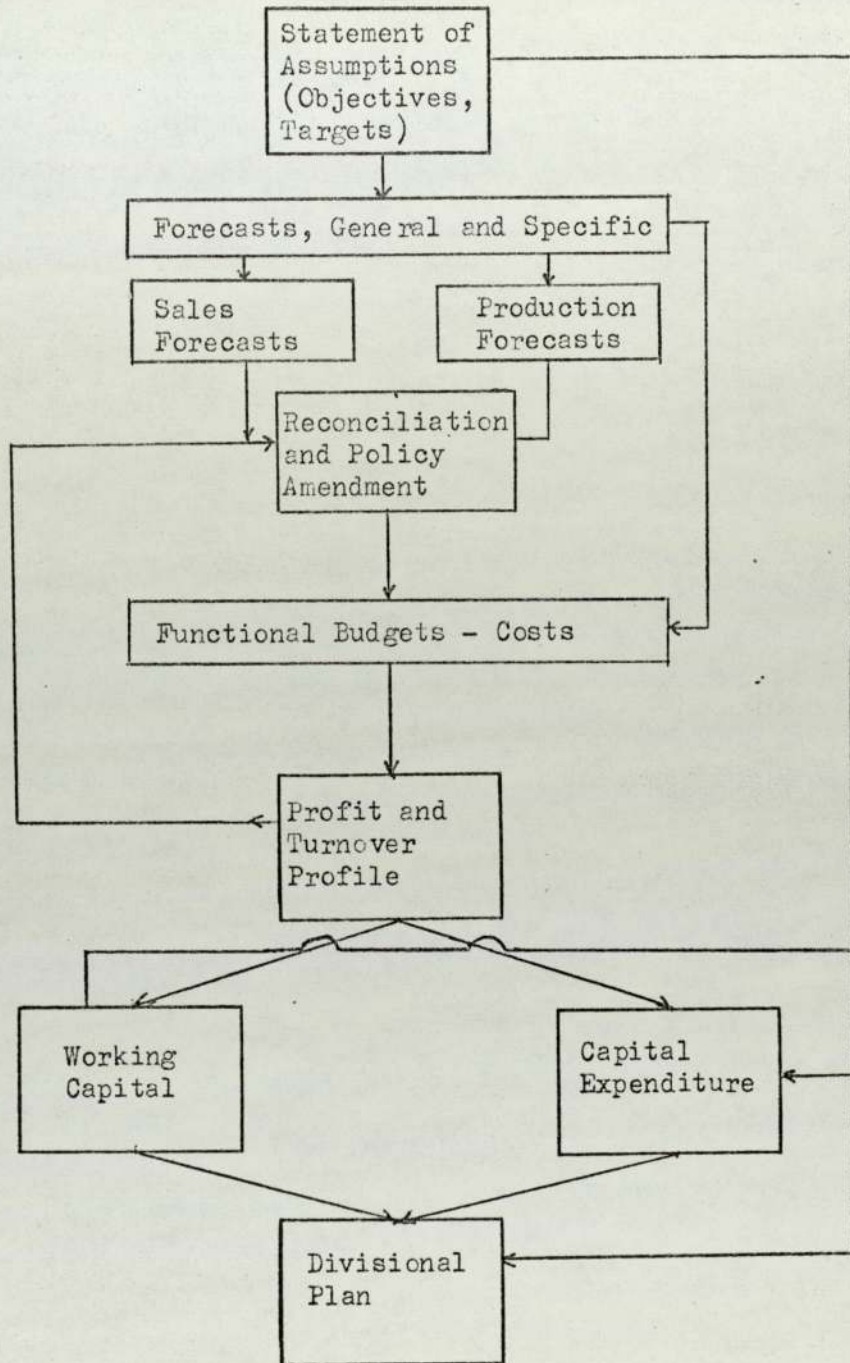 Statement of
Assumptions
(Objectives,
Targets)
Forecasts, General and Specific
Sales
Forecasts
Production
Forecasts
Reconciliation
and Policy
Amendment
Functional Budgets - Costs
Profit and
Turnover
Profile
Working
Capital
Capital
Expenditure
Divisional
Plan